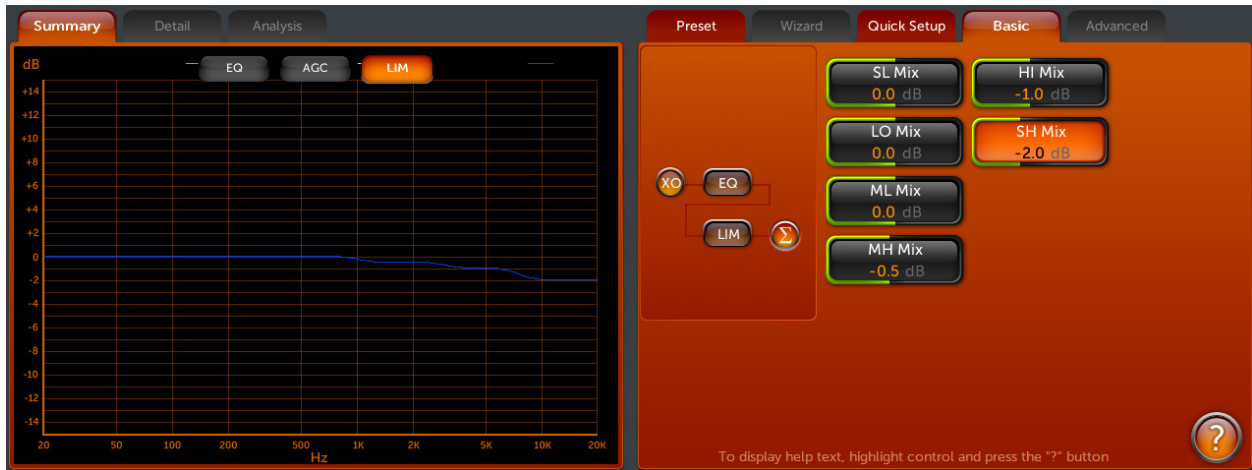 Summary
Detail
Analysis
dB
EQ
AGC
LIM
+14
+12
+10
+8
+6
+4
+2
0
-2
-4
-6
-8
-10
-12
-14
20
50
100
200
500
1K
2K
5K
10K
20K
Hz
Preset
Wizard
Quick Setup
Basic
Advanced
XO
EQ
LIM
Σ
SL Mix
0.0 dB
HI Mix
-1.0 dB
LO Mix
0.0 dB
SH Mix
-2.0 dB
ML Mix
0.0 dB
MH Mix
-0.5 dB
?
To display help text, highlight control and press the "?" button